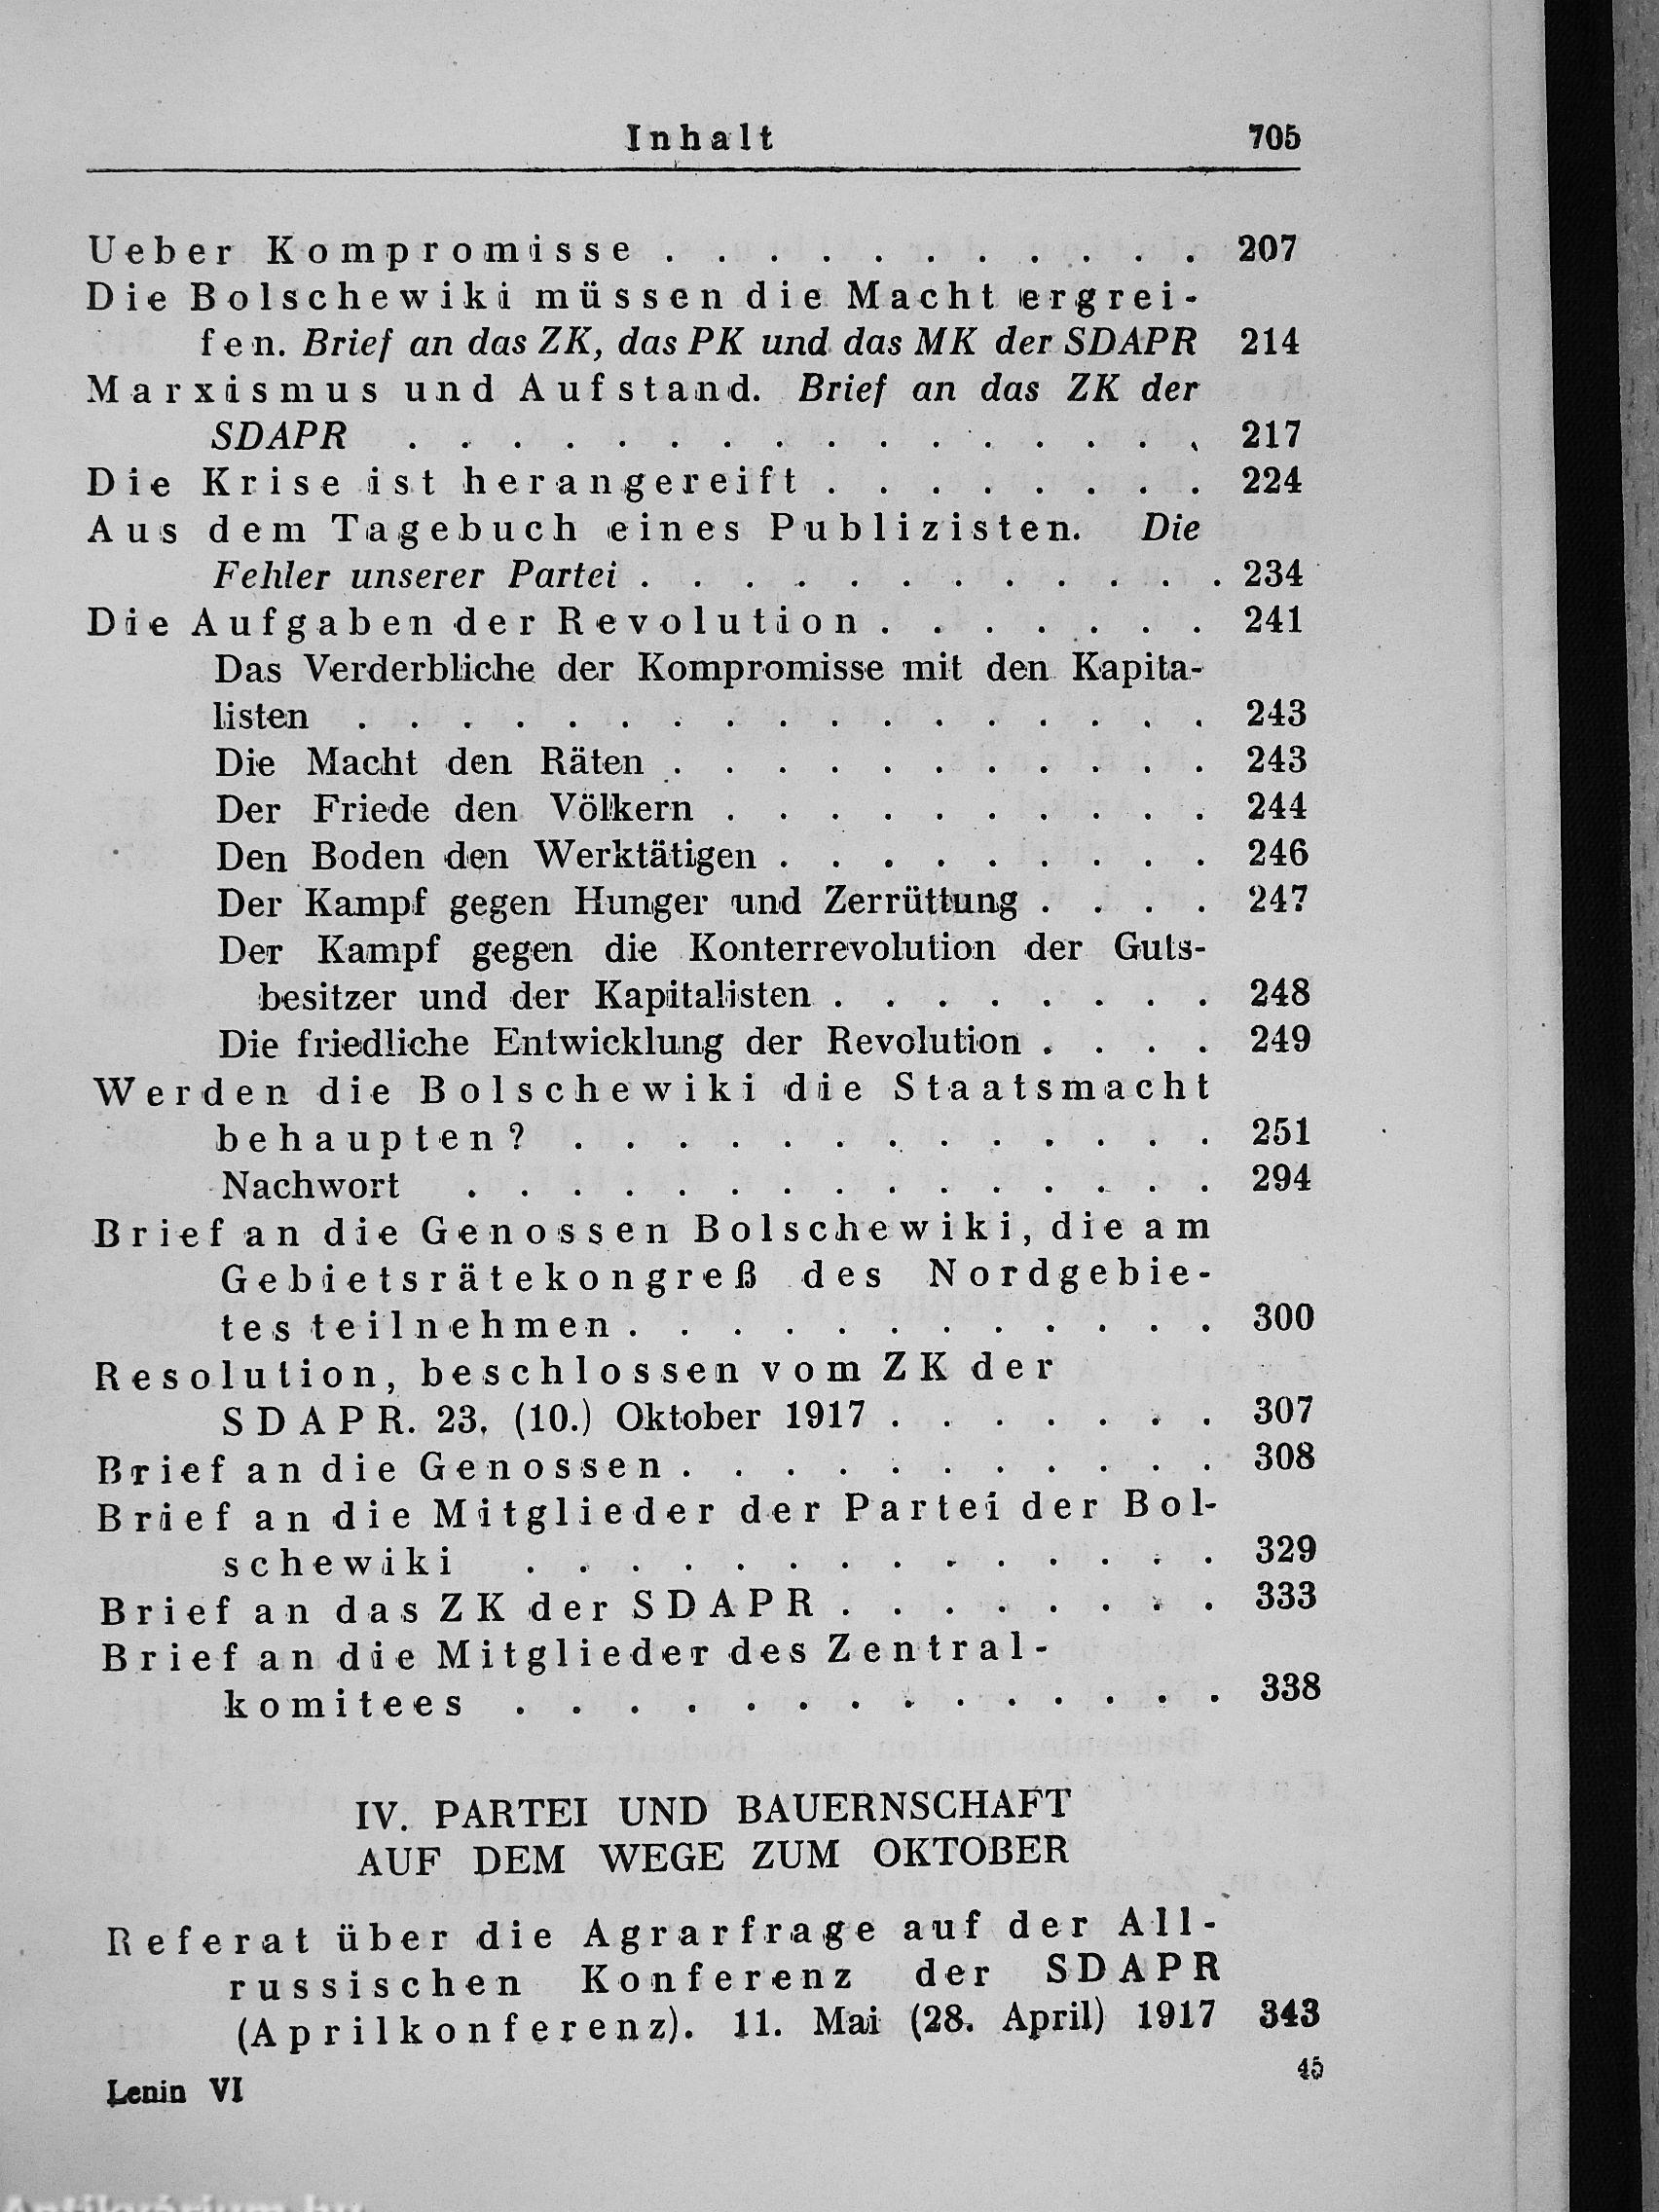 Inhalt 705
Ueber Kompromisse . . . . . . . . . . . 207
Die Bolschewiki müssen die Macht ergrei-
fen. Brief an das ZK, das PK und das MK der SDAPR 214
Marxismus und Aufstand. Brief an das ZK der
SDAPR . . . . . . . . . . . . . . . . 217
Die Krise ist herangereift . . . . . . . . 224
Aus dem Tagebuch eines Publizisten. Die
Fehler unserer Partei . . . . . . . . . . . . 234
Die Aufgaben der Revolution . . . . . . . 241
Das Verderbliche der Kompromisse mit den Kapita-
listen . . . . . . . . . . . . . . . . . 243
Die Macht den Räten . . . . . . . . . . . 243
Der Friede den Völkern . . . . . . . . . . 244
Den Boden den Werktätigen . . . . . . . . . 246
Der Kampf gegen Hunger und Zerrüttung . . . . 247
Der Kampf gegen die Konterrevolution der Guts-
besitzer und der Kapitalisten . . . . . . . . 248
Die friedliche Entwicklung der Revolution . . . . 249
Werden die Bolschewiki die Staatsmacht
behaupten? . . . . . . . . . . . . . 251
Nachwort . . . . . . . . . . . . . . . 294
Brief an die Genossen Bolschewiki, die am
Gebietsrätekongreß des Nordgebie-
tes teilnehmen . . . . . . . . . . . . 300
Resolution, beschlossen vom ZK der
SDAPR. 23. (10.) Oktober 1917 . . . . . . . 307
Brief an die Genossen . . . . . . . . . . . 308
Brief an die Mitglieder der Partei der Bol-
schewiki . . . . . . . . . . . . . . 329
Brief an das ZK der SDAPR . . . . . . . . 333
Brief an die Mitglieder des Zentral-
komitees . . . . . . . . . . . . . 338
IV. PARTEI UND BAUERNSCHAFT
AUF DEM WEGE ZUM OKTOBER
Referat über die Agrarfrage auf der All-
russischen Konferenz der SDAPR
(Aprilkonferenz). 11. Mai (28. April) 1917 343
Lenin VI 45